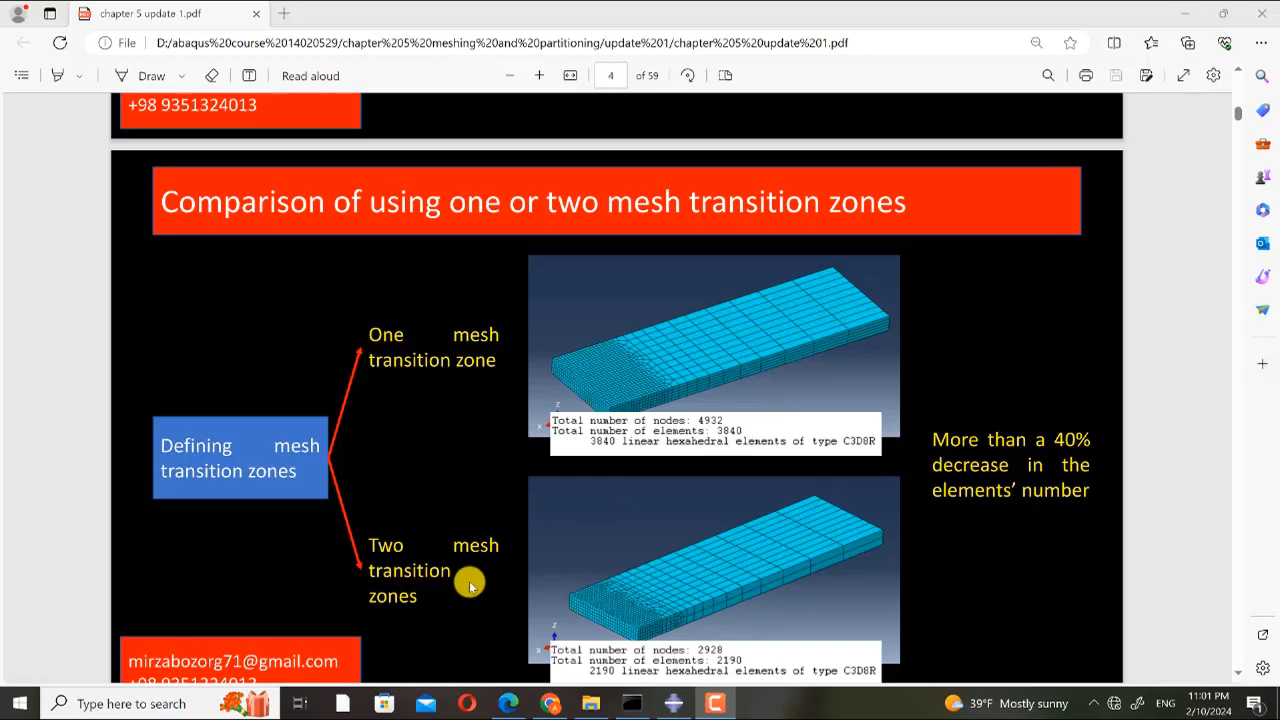 chapter 5 update 1.pdf
File D:/abaqus%20course%2014020529/chapter%205%20meshing%20and%20partitioning/update%201/chapter%205%20update%201.pdf
Draw
Read aloud
4 of 59
+98 9351324013
Comparison of using one or two mesh transition zones
One mesh
transition zone
Total number of nodes: 4932
Total number of elements: 3840
3840 linear hexahedral elements of type C3D8R
Defining mesh
transition zones
More than a 40%
decrease in the
elements' number
Two mesh
transition
zones
Total number of nodes: 2928
Total number of elements: 2190
2190 linear hexahedral elements of type C3D8R
z
x
z
x
mirzabozorg71@gmail.com
+98 9351324013
Type here to search
39°F Mostly sunny
ENG
11:01 PM
2/10/2024